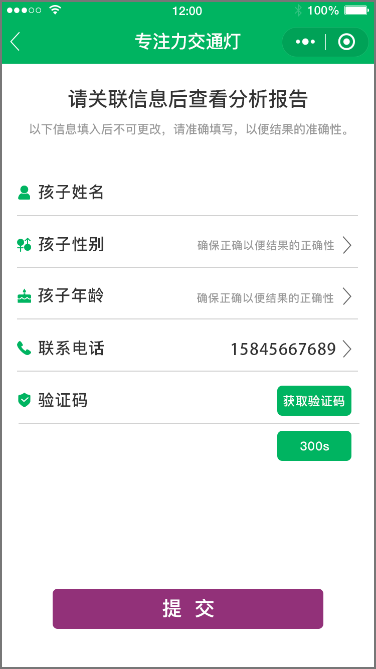 12:00
100%
专注力交通灯
请关联信息后查看分析报告
以下信息填入后不可更改，请准确填写，以便结果的准确性。
孩子姓名
孩子性别 确保正确以便结果的正确性
孩子年龄 确保正确以便结果的正确性
联系电话 15845667689
验证码 获取验证码
300s
提 交